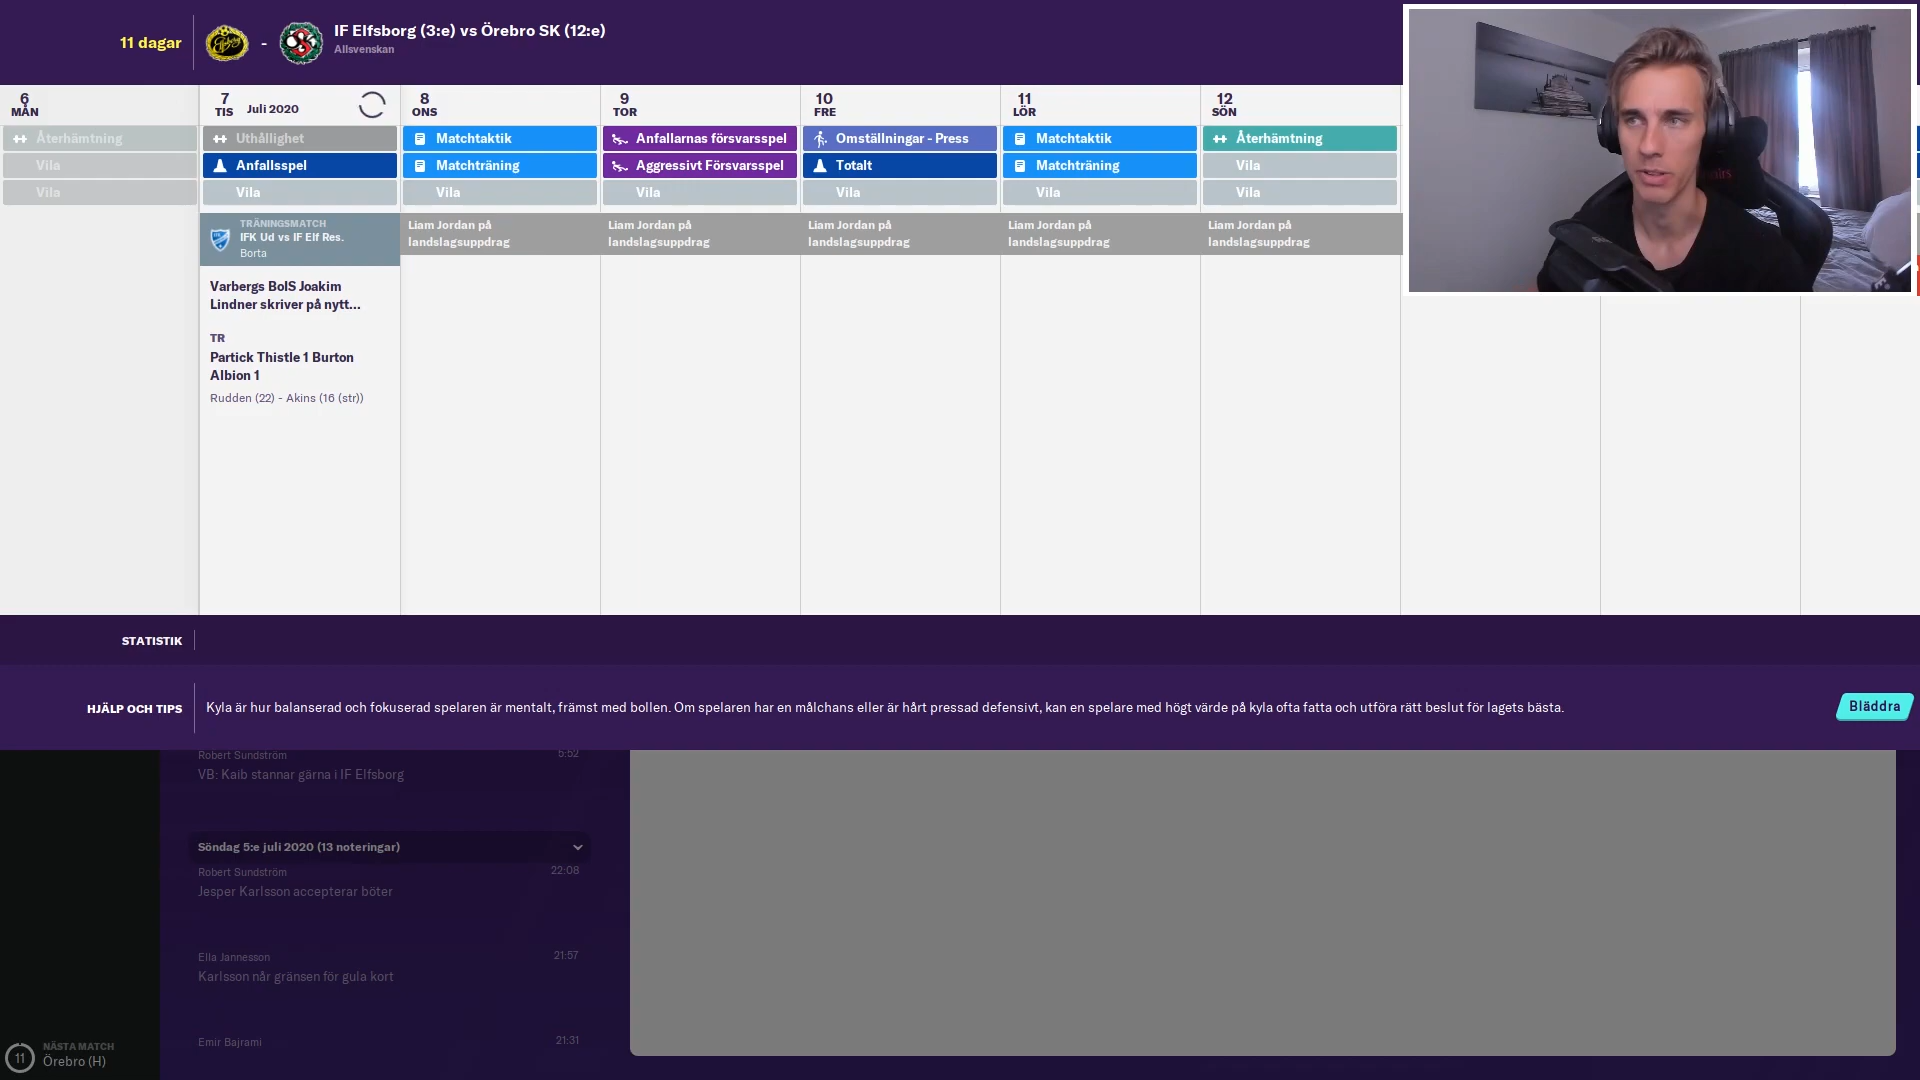 11 dagar
-
IF Elfsborg (3:e) vs Örebro SK (12:e)
Allsvenskan
6
MÅN
7
TIS
Juli 2020
8
ONS
9
TOR
10
FRE
11
LÖR
12
SÖN
Återhämtning
Uthållighet
Matchtaktik
Anfallarnas försvarsspel
Omställningar - Press
Matchtaktik
Återhämtning
Vila
Anfallsspel
Matchträning
Aggressivt Försvarsspel
Totalt
Matchträning
Vila
Vila
Vila
Vila
Vila
Vila
Vila
Vila
TRÄNINGSMATCH
IFK Ud vs IF Elf Res.
Borta
Liam Jordan på
landslagsuppdrag
Liam Jordan på
landslagsuppdrag
Liam Jordan på
landslagsuppdrag
Liam Jordan på
landslagsuppdrag
Liam Jordan på
landslagsuppdrag
Varbergs BoIS Joakim
Lindner skriver på nytt...
TR
Partick Thistle 1 Burton
Albion 1
Rudden (22) - Akins (16 (str))
STATISTIK
HJÄLP OCH TIPS
Kyla är hur balanserad och fokuserad spelaren är mentalt, främst med bollen. Om spelaren har en målchans eller är hårt pressad defensivt, kan en spelare med högt värde på kyla ofta fatta och utföra rätt beslut för lagets bästa.
Bläddra
Robert Sundström
5:52
VB: Kaib stannar gärna i IF Elfsborg
Söndag 5:e juli 2020 (13 noteringar)
Robert Sundström
22:08
Jesper Karlsson accepterar böter
Ella Jannesson
21:57
Karlsson når gränsen för gula kort
Emir Bajrami
21:31
11
NÄSTA MATCH
Örebro (H)